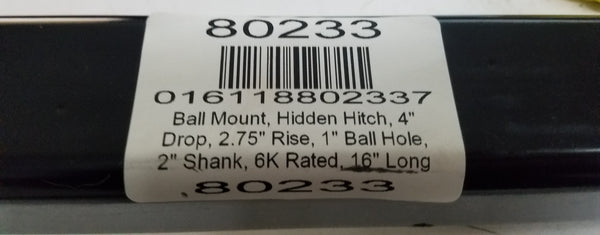 80233
016118802337
Ball Mount, Hidden Hitch, 4"
Drop, 2.75" Rise, 1" Ball Hole,
2" Shank, 6K Rated, 16" Long
80233